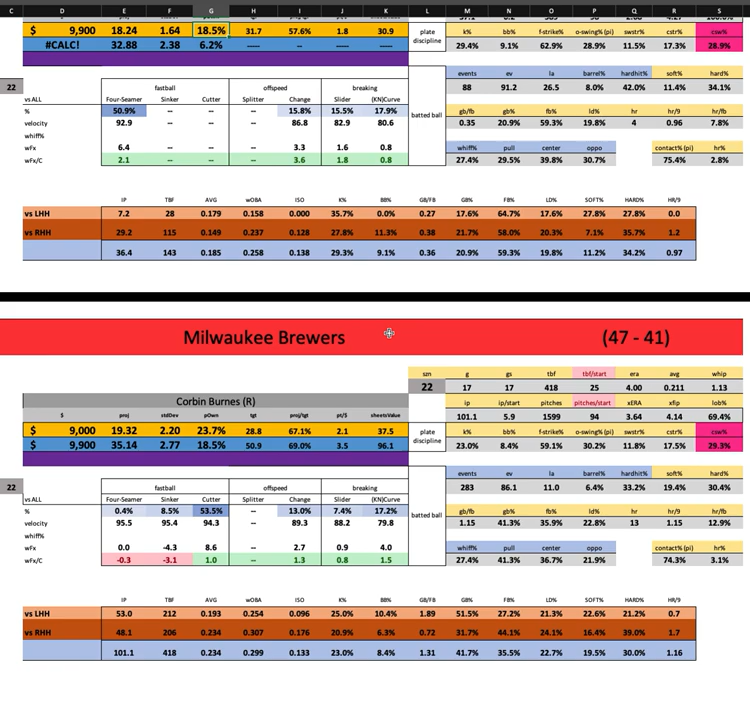 C D E F G H I J K L M N O P Q R S
$ 9,900 18.24 1.64 18.5% 31.7 57.6% 1.8 30.9
#CALC! 32.88 2.38 6.2% ---- ---- -- ----
plate discipline
k% bb% f-strike% o-swing% (pi) swstr% cstr% csw%
29.4% 9.1% 62.9% 28.9% 11.5% 17.3% 28.9%
events ev la barrel% hardhit% soft% hard%
22 fastball offspeed breaking 88 91.2 26.5 8.0% 42.0% 11.4% 34.1%
vs ALL Four-Seamer Sinker Cutter Splitter Change Slider (KN)Curve
% 50.9% -- -- -- 15.8% 15.5% 17.9% batted ball gb/fb gb% fb% ld% hr hr/9 hr/fb
velocity 92.9 -- -- -- 86.8 82.9 80.6 0.35 20.9% 59.3% 19.8% 4 0.96 7.8%
whiff%
wFx 6.4 -- -- -- 3.3 1.6 0.8 whiff% pull center oppo contact% (pi) hr%
wFx/C 2.1 -- -- -- 3.6 1.8 0.8 27.4% 29.5% 39.8% 30.7% 75.4% 2.8%
IP TBF AVG wOBA ISO K% BB% GB/FB GB% FB% LD% SOFT% HARD% HR/9
vs LHH 7.2 28 0.179 0.158 0.000 35.7% 0.0% 0.27 17.6% 64.7% 17.6% 27.8% 27.8% 0.0
vs RHH 29.2 115 0.149 0.237 0.128 27.8% 11.3% 0.38 21.7% 58.0% 20.3% 7.1% 35.7% 1.2
36.4 143 0.185 0.258 0.138 29.3% 9.1% 0.36 20.9% 59.3% 19.8% 11.2% 34.2% 0.97
Milwaukee Brewers (47 - 41)
szn g gs tbf tbf/start era avg whip
22 17 17 418 25 4.00 0.211 1.13
Corbin Burnes (R) ip ip/start pitches pitches/start xERA xfip lob%
$ proj stdDev pOwn tgt proj/tgt pt/$ sheetsValue 101.1 5.9 1599 94 3.64 4.14 69.4%
$ 9,000 19.32 2.20 23.7% 28.8 67.1% 2.1 37.5 plate discipline k% bb% f-strike% o-swing% (pi) swstr% cstr% csw%
$ 9,900 35.14 2.77 18.5% 50.9 69.0% 3.5 96.1 23.0% 8.4% 59.1% 30.2% 11.8% 17.5% 29.3%
events ev la barrel% hardhit% soft% hard%
22 fastball offspeed breaking 283 86.1 11.0 6.4% 33.2% 19.4% 30.4%
vs ALL Four-Seamer Sinker Cutter Splitter Change Slider (KN)Curve
% 0.4% 8.5% 53.5% -- 13.0% 7.4% 17.2% batted ball gb/fb gb% fb% ld% hr hr/9 hr/fb
velocity 95.5 95.4 94.3 -- 89.3 88.2 79.8 1.15 41.3% 35.9% 22.8% 13 1.15 12.9%
whiff%
wFx 0.0 -4.3 8.6 -- 2.7 0.9 4.0 whiff% pull center oppo contact% (pi) hr%
wFx/C -0.3 -3.1 1.0 -- 1.3 0.8 1.5 27.4% 41.3% 36.7% 21.9% 74.3% 3.1%
IP TBF AVG wOBA ISO K% BB% GB/FB GB% FB% LD% SOFT% HARD% HR/9
vs LHH 53.0 212 0.193 0.254 0.096 25.0% 10.4% 1.89 51.5% 27.2% 21.3% 22.6% 21.2% 0.7
vs RHH 48.1 206 0.234 0.307 0.176 20.9% 6.3% 0.72 31.7% 44.1% 24.1% 16.4% 39.0% 1.7
101.1 418 0.234 0.299 0.133 23.0% 8.4% 1.31 41.7% 35.5% 22.7% 19.5% 30.0% 1.16